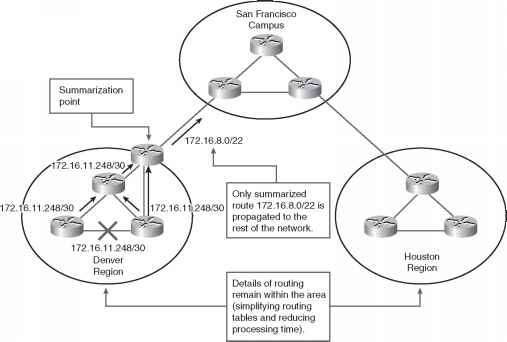 San Francisco
Campus
Summarization
point
172.16.8.0/22
172.16.11.248/30
172.16.11.248/30
172.16.11.248/30
172.16.11.248/30
Denver
Region
Only summarized
route 172.16.8.0/22 is
propagated to the
rest of the network.
Houston
Region
Details of routing
remain within the area
(simplifying routing
tables and reducing
processing time).